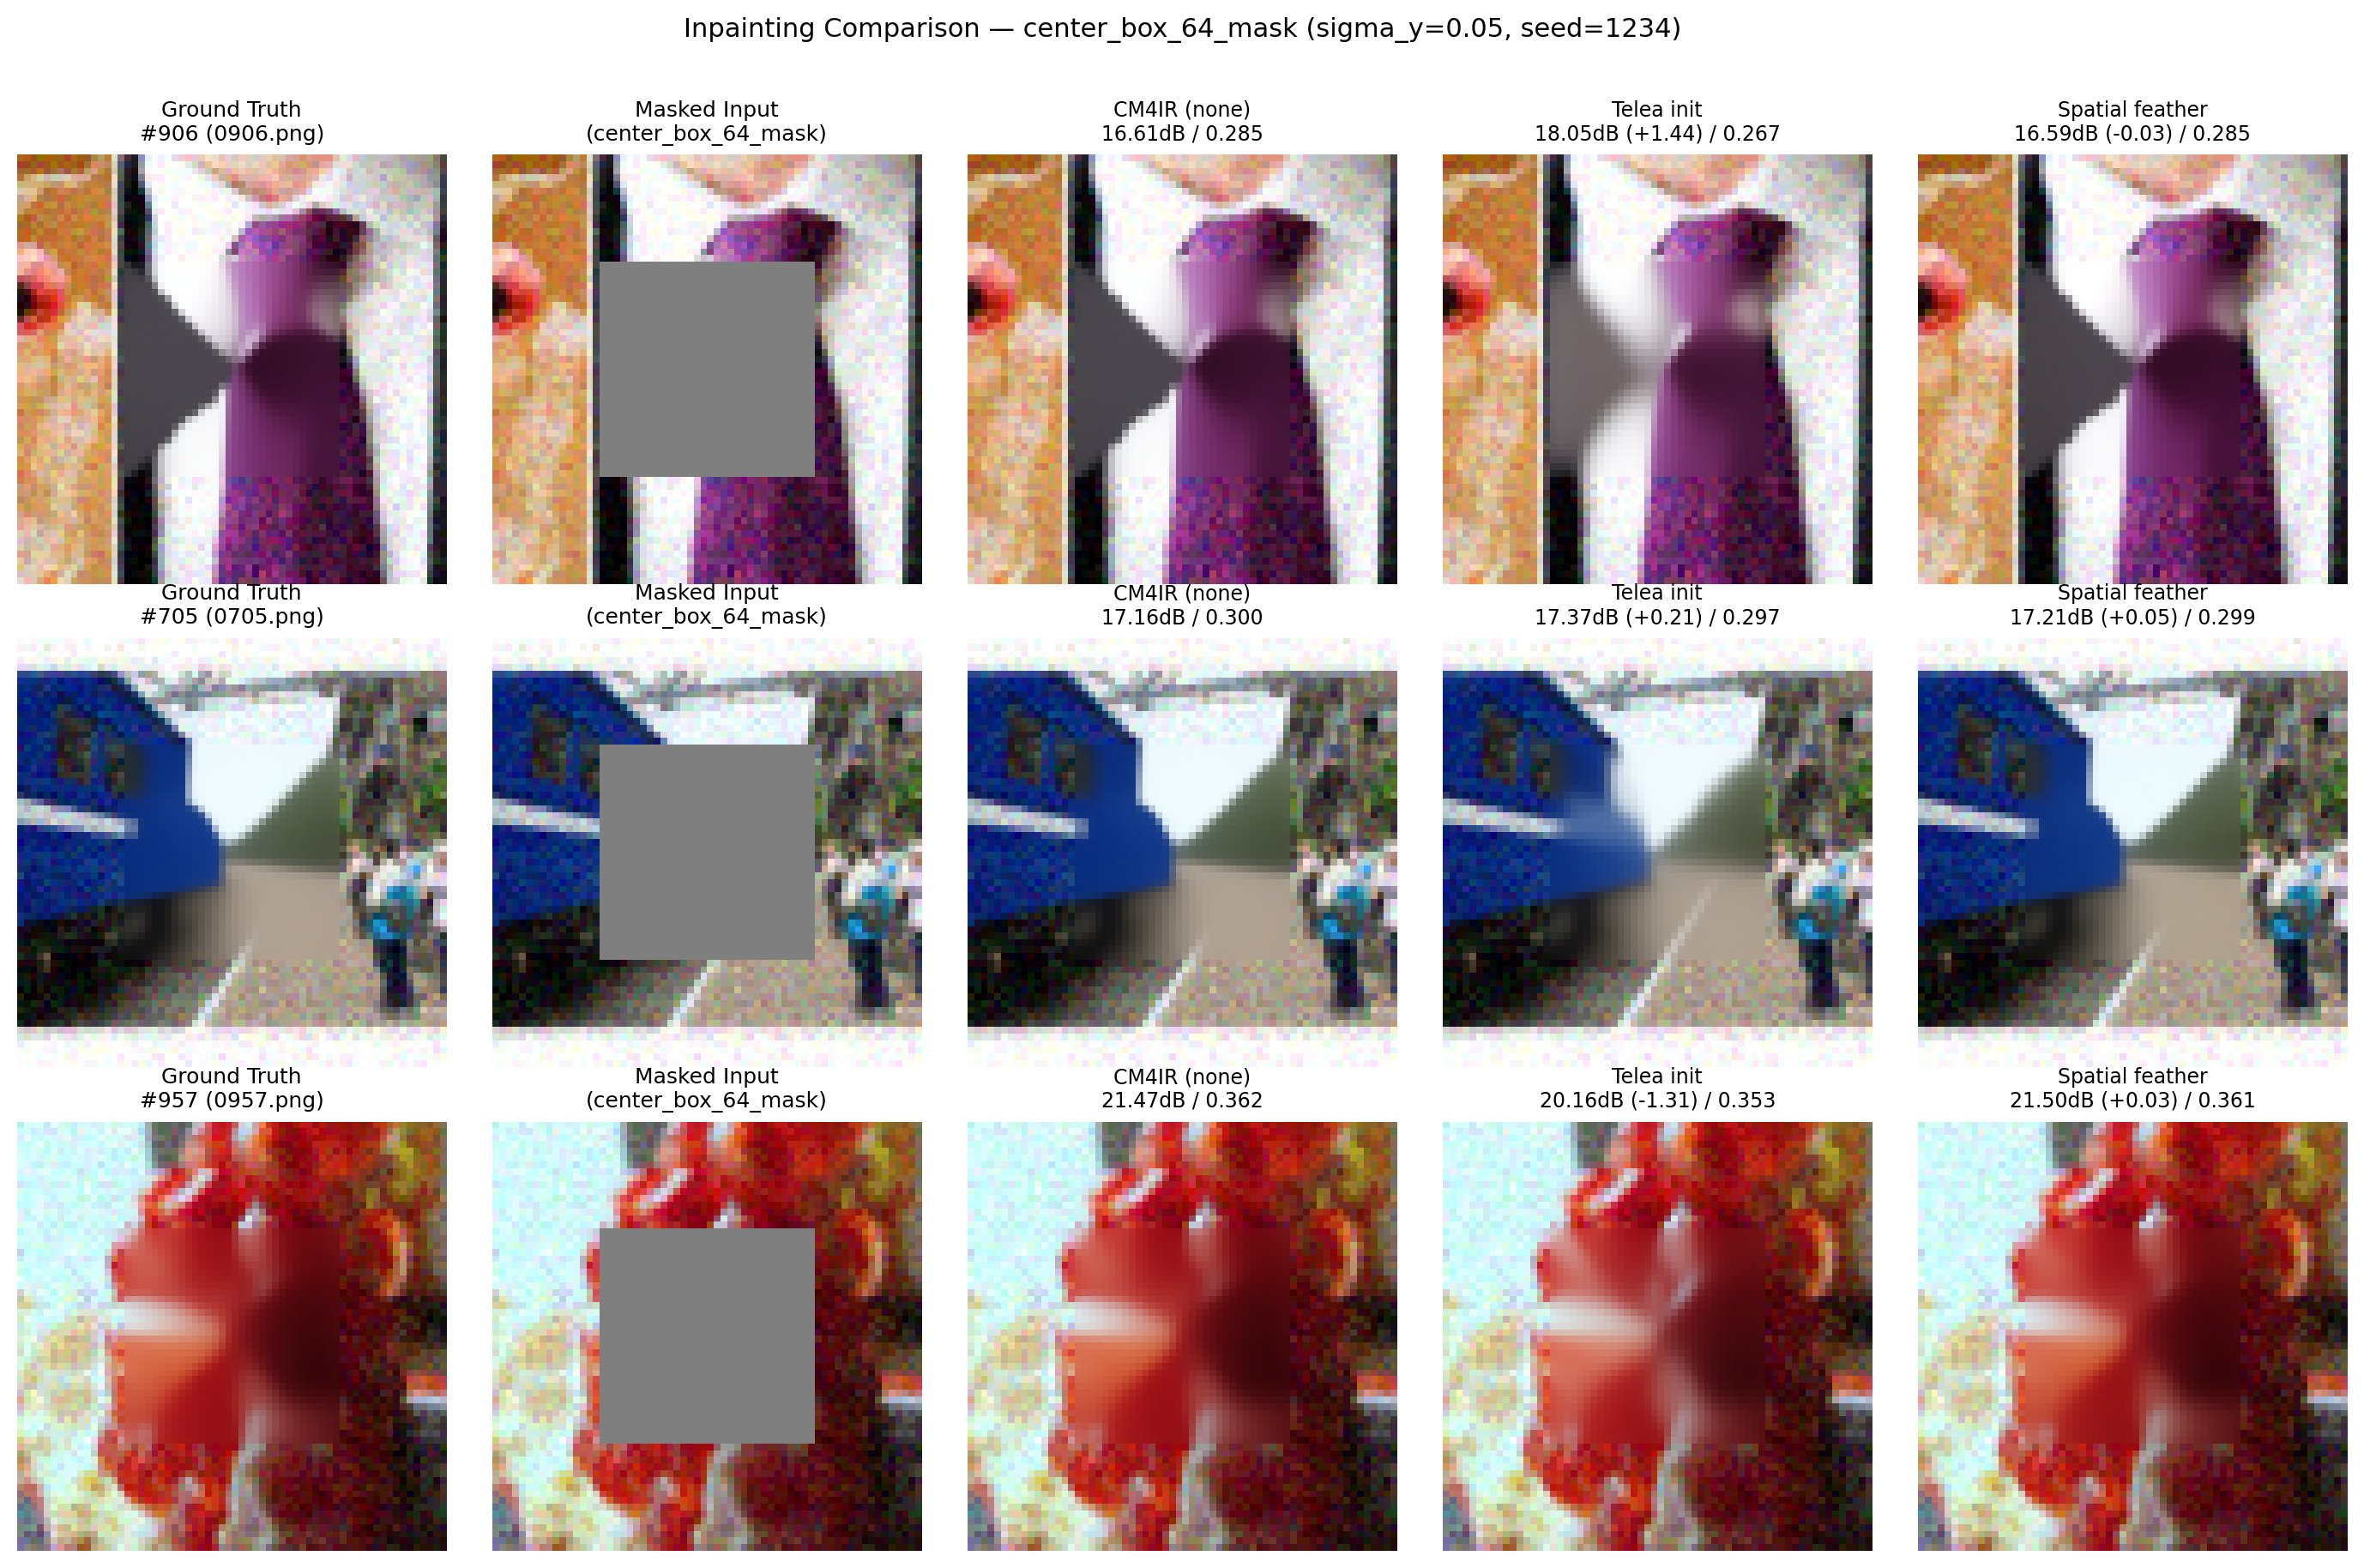 Inpainting Comparison — center_box_64_mask (sigma_y=0.05, seed=1234)
Ground Truth
#906 (0906.png)
Masked Input
(center_box_64_mask)
CM4IR (none)
16.61dB / 0.285
Telea init
18.05dB (+1.44) / 0.267
Spatial feather
16.59dB (-0.03) / 0.285
Ground Truth
#705 (0705.png)
Masked Input
(center_box_64_mask)
CM4IR (none)
17.16dB / 0.300
Telea init
17.37dB (+0.21) / 0.297
Spatial feather
17.21dB (+0.05) / 0.299
Ground Truth
#957 (0957.png)
Masked Input
(center_box_64_mask)
CM4IR (none)
21.47dB / 0.362
Telea init
20.16dB (-1.31) / 0.353
Spatial feather
21.50dB (+0.03) / 0.361